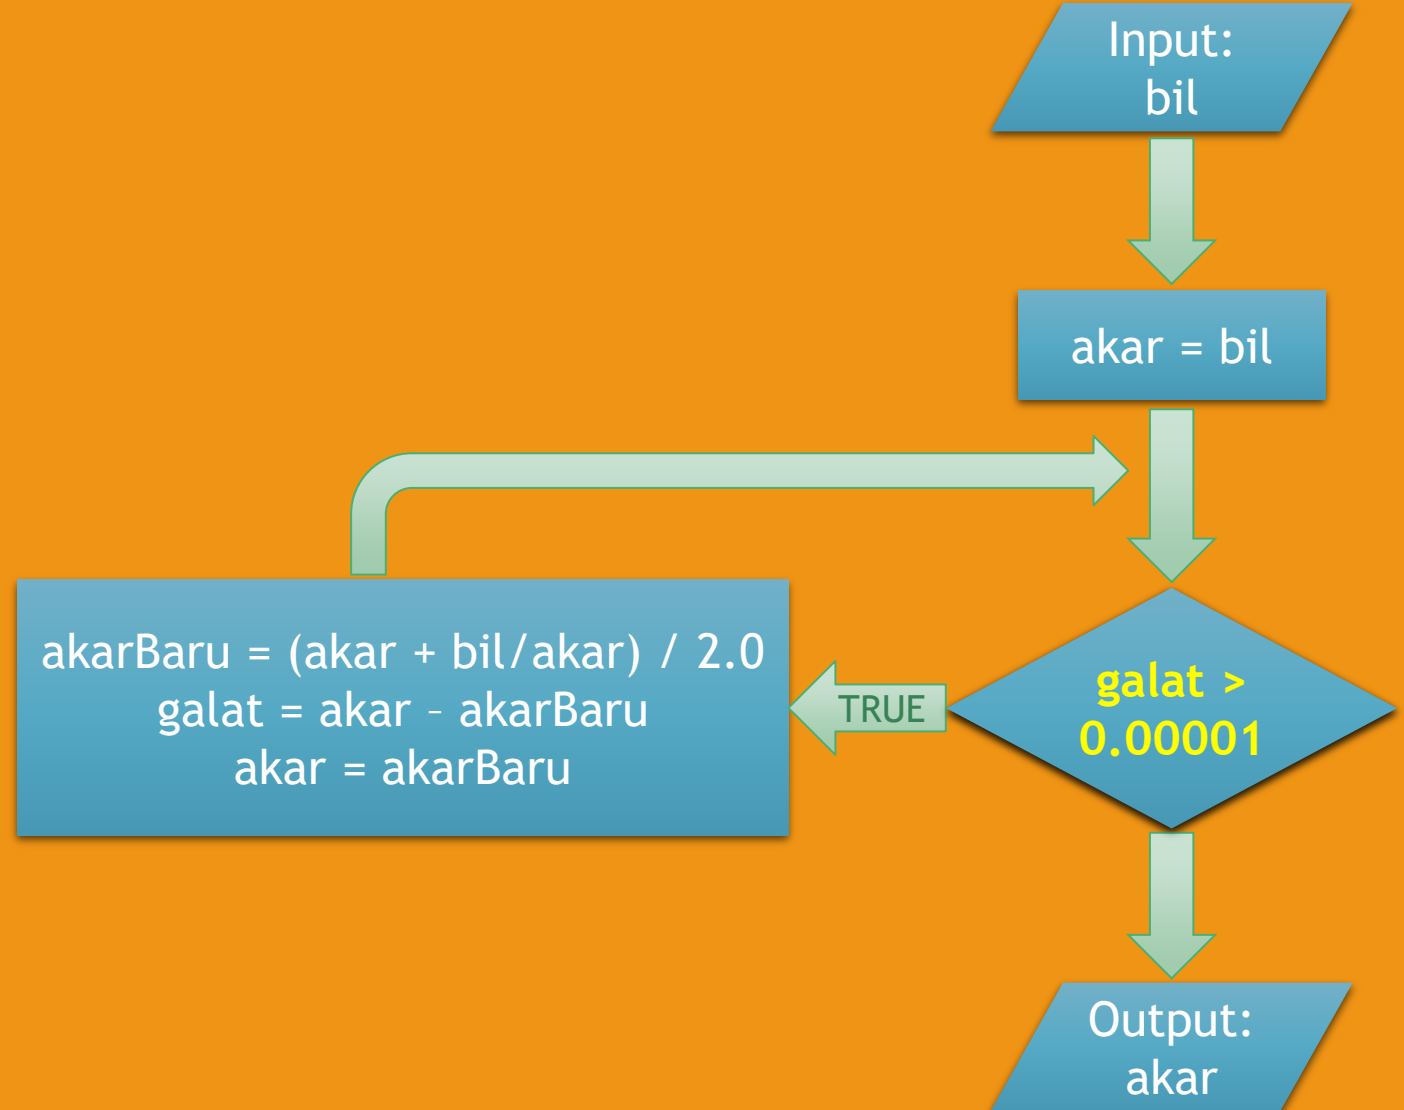 Input:
bil
akar = bil
galat >
0.00001
TRUE
akarBaru = (akar + bil/akar) / 2.0
galat = akar – akarBaru
akar = akarBaru
Output:
akar